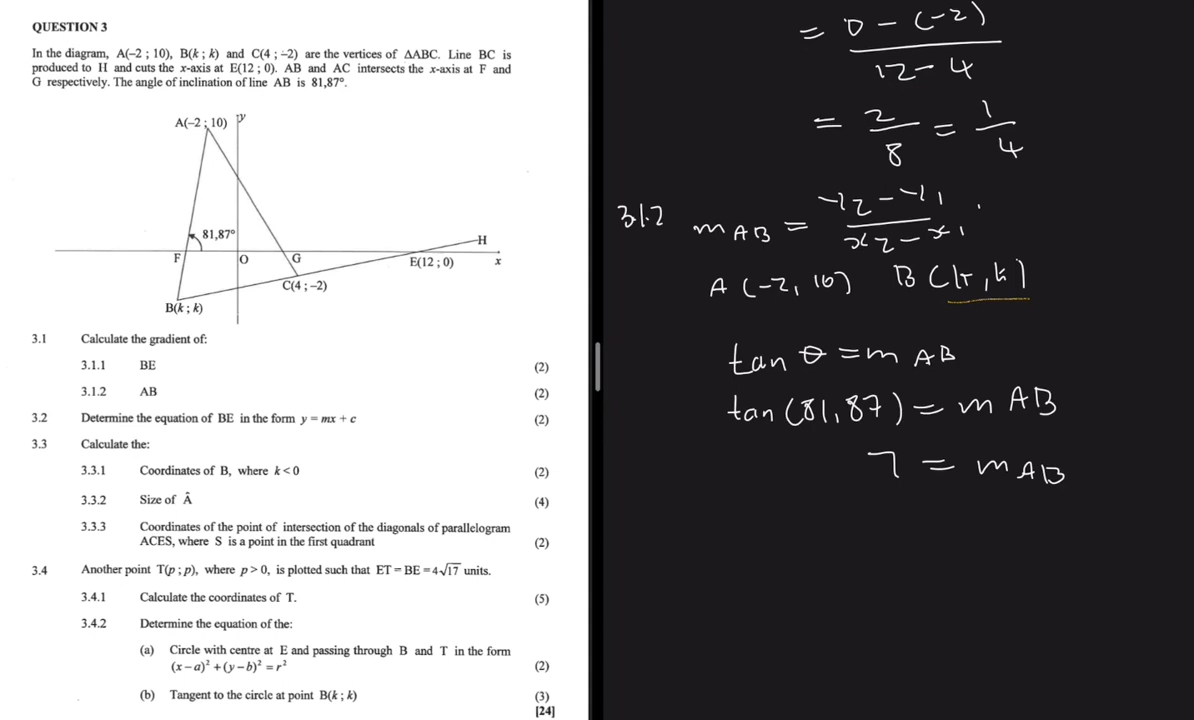 QUESTION 3
In the diagram, A(−2 ; 10), B(k ; k) and C(4 ; −2) are the vertices of ΔABC. Line BC is
produced to H and cuts the x-axis at E(12 ; 0). AB and AC intersects the x-axis at F and
G respectively. The angle of inclination of line AB is 81,87°.
A(−2 ; 10)
y
81,87°
H
F
O
G
E(12 ; 0)
x
C(4 ; −2)
B(k ; k)
3.1 Calculate the gradient of:
3.1.1 BE (2)
3.1.2 AB (2)
3.2 Determine the equation of BE in the form y = mx + c (2)
3.3 Calculate the:
3.3.1 Coordinates of B, where k < 0 (2)
3.3.2 Size of Â (4)
3.3.3 Coordinates of the point of intersection of the diagonals of parallelogram
ACES, where S is a point in the first quadrant (2)
3.4 Another point T(p ; p), where p > 0, is plotted such that ET = BE = 4√17 units.
3.4.1 Calculate the coordinates of T. (5)
3.4.2 Determine the equation of the:
(a) Circle with centre at E and passing through B and T in the form
(x − a)² + (y − b)² = r² (2)
(b) Tangent to the circle at point B(k ; k) (3)
[24]
= 0 − (−2) / 12 − 4
= 2/8 = 1/4
3.1.2 m AB = y2 − y1 / x2 − x1
A (−2, 10) B (k, k)
tan θ = m AB
tan (81,87) = m AB
7 = m AB